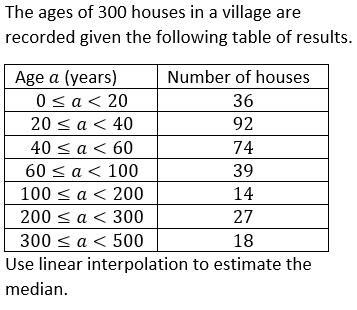 The ages of 300 houses in a village are
recorded given the following table of results.
Age a (years) Number of houses
0 ≤ a < 20 36
20 ≤ a < 40 92
40 ≤ a < 60 74
60 ≤ a < 100 39
100 ≤ a < 200 14
200 ≤ a < 300 27
300 ≤ a < 500 18
Use linear interpolation to estimate the
median.